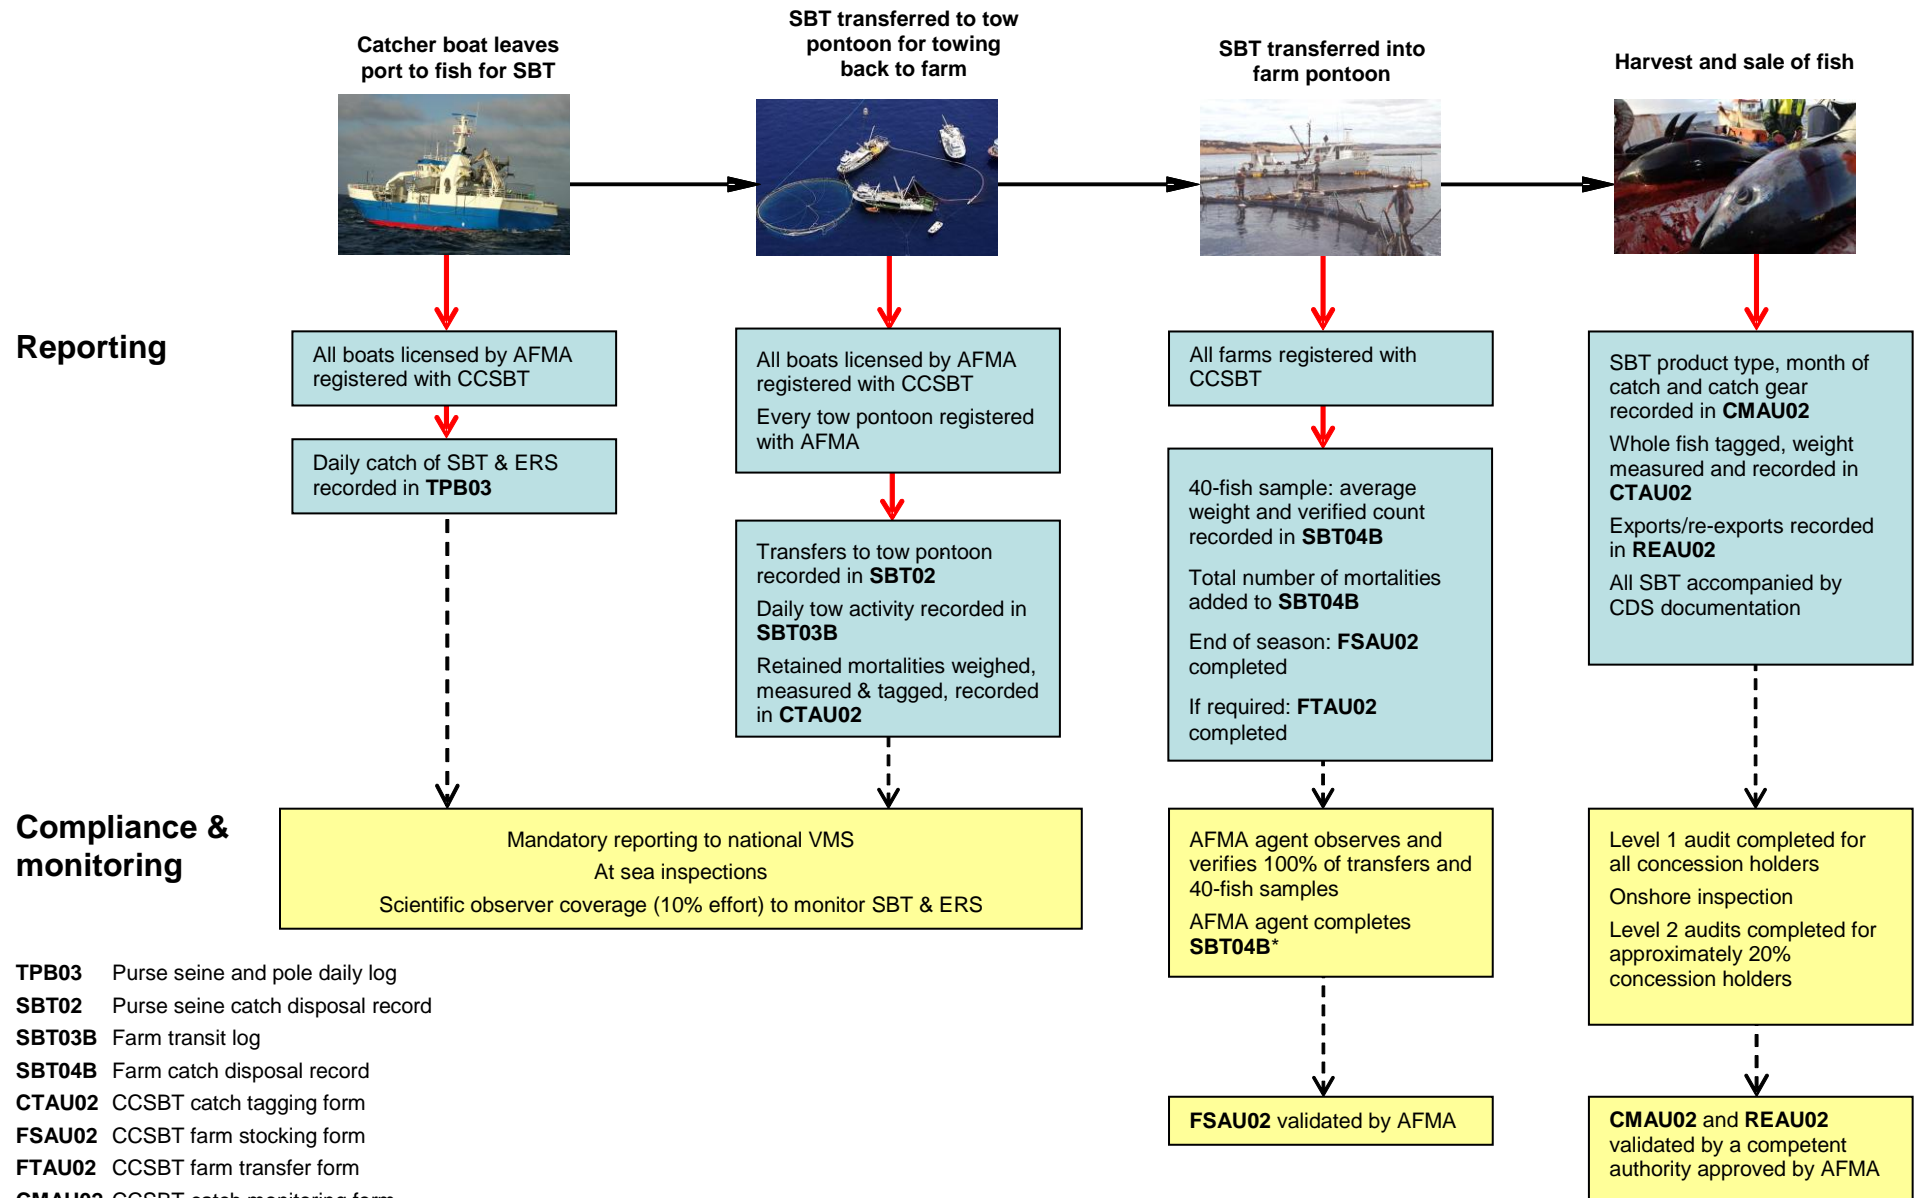 Catcher boat leaves
port to fish for SBT
SBT transferred to tow
pontoon for towing
back to farm
SBT transferred into
farm pontoon
Harvest and sale of fish
Reporting
All boats licensed by AFMA
registered with CCSBT
Daily catch of SBT & ERS
recorded in TPB03
All boats licensed by AFMA
registered with CCSBT
Every tow pontoon registered
with AFMA
Transfers to tow pontoon
recorded in SBT02
Daily tow activity recorded in
SBT03B
Retained mortalities weighed,
measured & tagged, recorded
in CTAU02
All farms registered with
CCSBT
40-fish sample: average
weight and verified count
recorded in SBT04B
Total number of mortalities
added to SBT04B
End of season: FSAU02
completed
If required: FTAU02
completed
SBT product type, month of
catch and catch gear
recorded in CMAU02
Whole fish tagged, weight
measured and recorded in
CTAU02
Exports/re-exports recorded
in REAU02
All SBT accompanied by
CDS documentation
Compliance &
monitoring
Mandatory reporting to national VMS
At sea inspections
Scientific observer coverage (10% effort) to monitor SBT & ERS
AFMA agent observes and
verifies 100% of transfers and
40-fish samples
AFMA agent completes
SBT04B*
FSAU02 validated by AFMA
Level 1 audit completed for
all concession holders
Onshore inspection
Level 2 audits completed for
approximately 20%
concession holders
CMAU02 and REAU02
validated by a competent
authority approved by AFMA
TPB03 Purse seine and pole daily log
SBT02 Purse seine catch disposal record
SBT03B Farm transit log
SBT04B Farm catch disposal record
CTAU02 CCSBT catch tagging form
FSAU02 CCSBT farm stocking form
FTAU02 CCSBT farm transfer form
CMAU02 CCSBT catch monitoring form